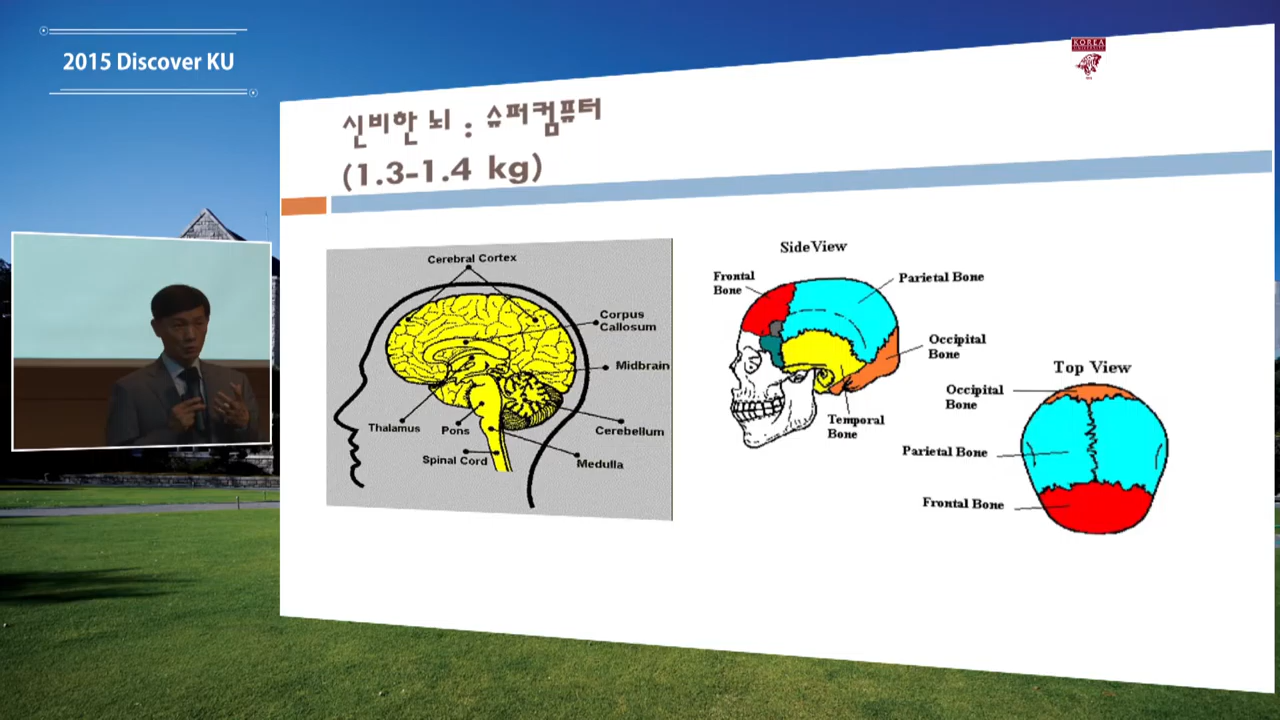 2015 Discover KU
KOREA
UNIVERSITY
신비한 뇌 : 슈퍼컴퓨터
(1.3-1.4 kg)
Cerebral Cortex
Corpus
Callosum
Midbrain
Thalamus
Pons
Cerebellum
Spinal Cord
Medulla
Side View
Frontal
Bone
Parietal Bone
Occipital
Bone
Temporal
Bone
Top View
Occipital
Bone
Parietal Bone
Frontal Bone